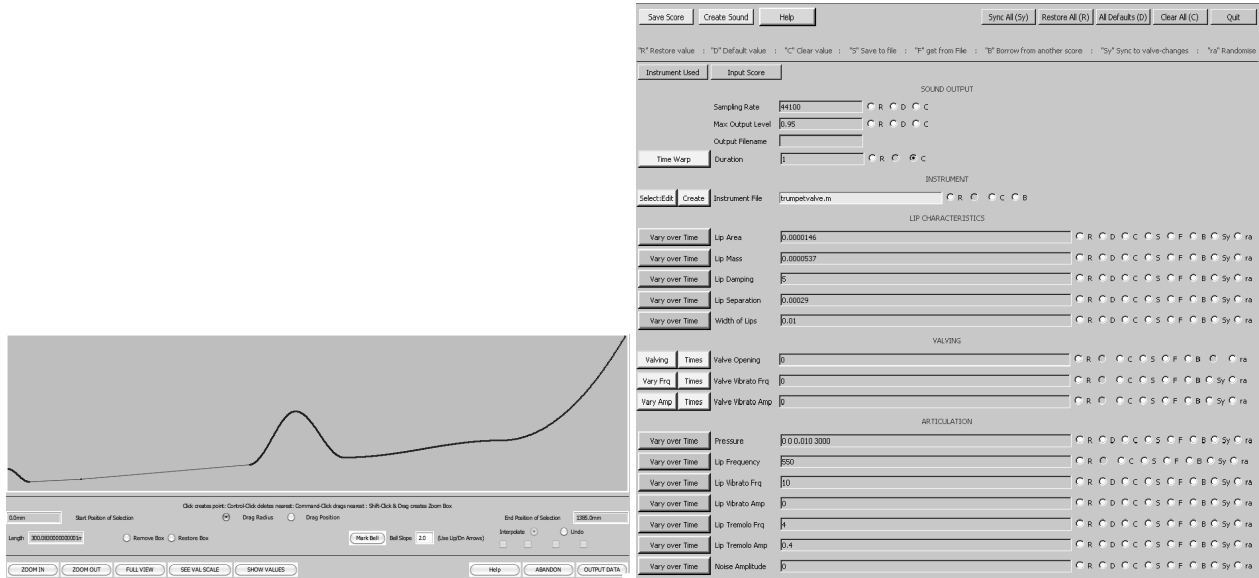 Click creates point: Control-Click deletes nearest: Command-Click drags nearest : Shift-Click & Drag creates Zoom Box
0.0mm Start Position of Selection Drag Radius Drag Position End Position of Selection 1385.0mm
Length Remove Box Restore Box Mark Bell Bell Slope 2.0 (Use Up/Dn Arrows) Interpolate Undo
ZOOM IN ZOOM OUT FULL VIEW SEE VAL SCALE SHOW VALUES Help ABANDON OUTPUT DATA
Save Score Create Sound Help Sync All (Sy) Restore All (R) All Defaults (D) Clear All (C) Quit
"R" Restore value : "D" Default value : "C" Clear value : "S" Save to file : "F" get from File : "B" Borrow from another score : "Sy" Sync to valve-changes : "ra" Randomise
Instrument Used Input Score
SOUND OUTPUT
Sampling Rate 44100 R D C
Max Output Level 0.95 R D C
Output Filename
Time Warp Duration 1 R C
INSTRUMENT
Select:Edit Create Instrument File trumpetvalve.m R C B
LIP CHARACTERISTICS
Vary over Time Lip Area 0.0000146 R D C S F B Sy ra
Vary over Time Lip Mass 0.0000537 R D C S F B Sy ra
Vary over Time Lip Damping 5 R D C S F B Sy ra
Vary over Time Lip Separation 0.00029 R D C S F B Sy ra
Vary over Time Width of Lips 0.01 R D C S F B Sy ra
VALVING
Valving Times Valve Opening 0 R C S F B ra
Vary Frq Times Valve Vibrato Frq 0 R C S F B Sy ra
Vary Amp Times Valve Vibrato Amp 0 R C S F B Sy ra
ARTICULATION
Vary over Time Pressure 0 0 0.010 3000 R D C S F B Sy ra
Vary over Time Lip Frequency 550 R C S F B Sy ra
Vary over Time Lip Vibrato Frq 10 R D C S F B Sy ra
Vary over Time Lip Vibrato Amp 0 R D C S F B Sy ra
Vary over Time Lip Tremolo Frq 4 R D C S F B Sy ra
Vary over Time Lip Tremolo Amp 0.4 R D C S F B Sy ra
Vary over Time Noise Amplitude 0 R D C S F B Sy ra